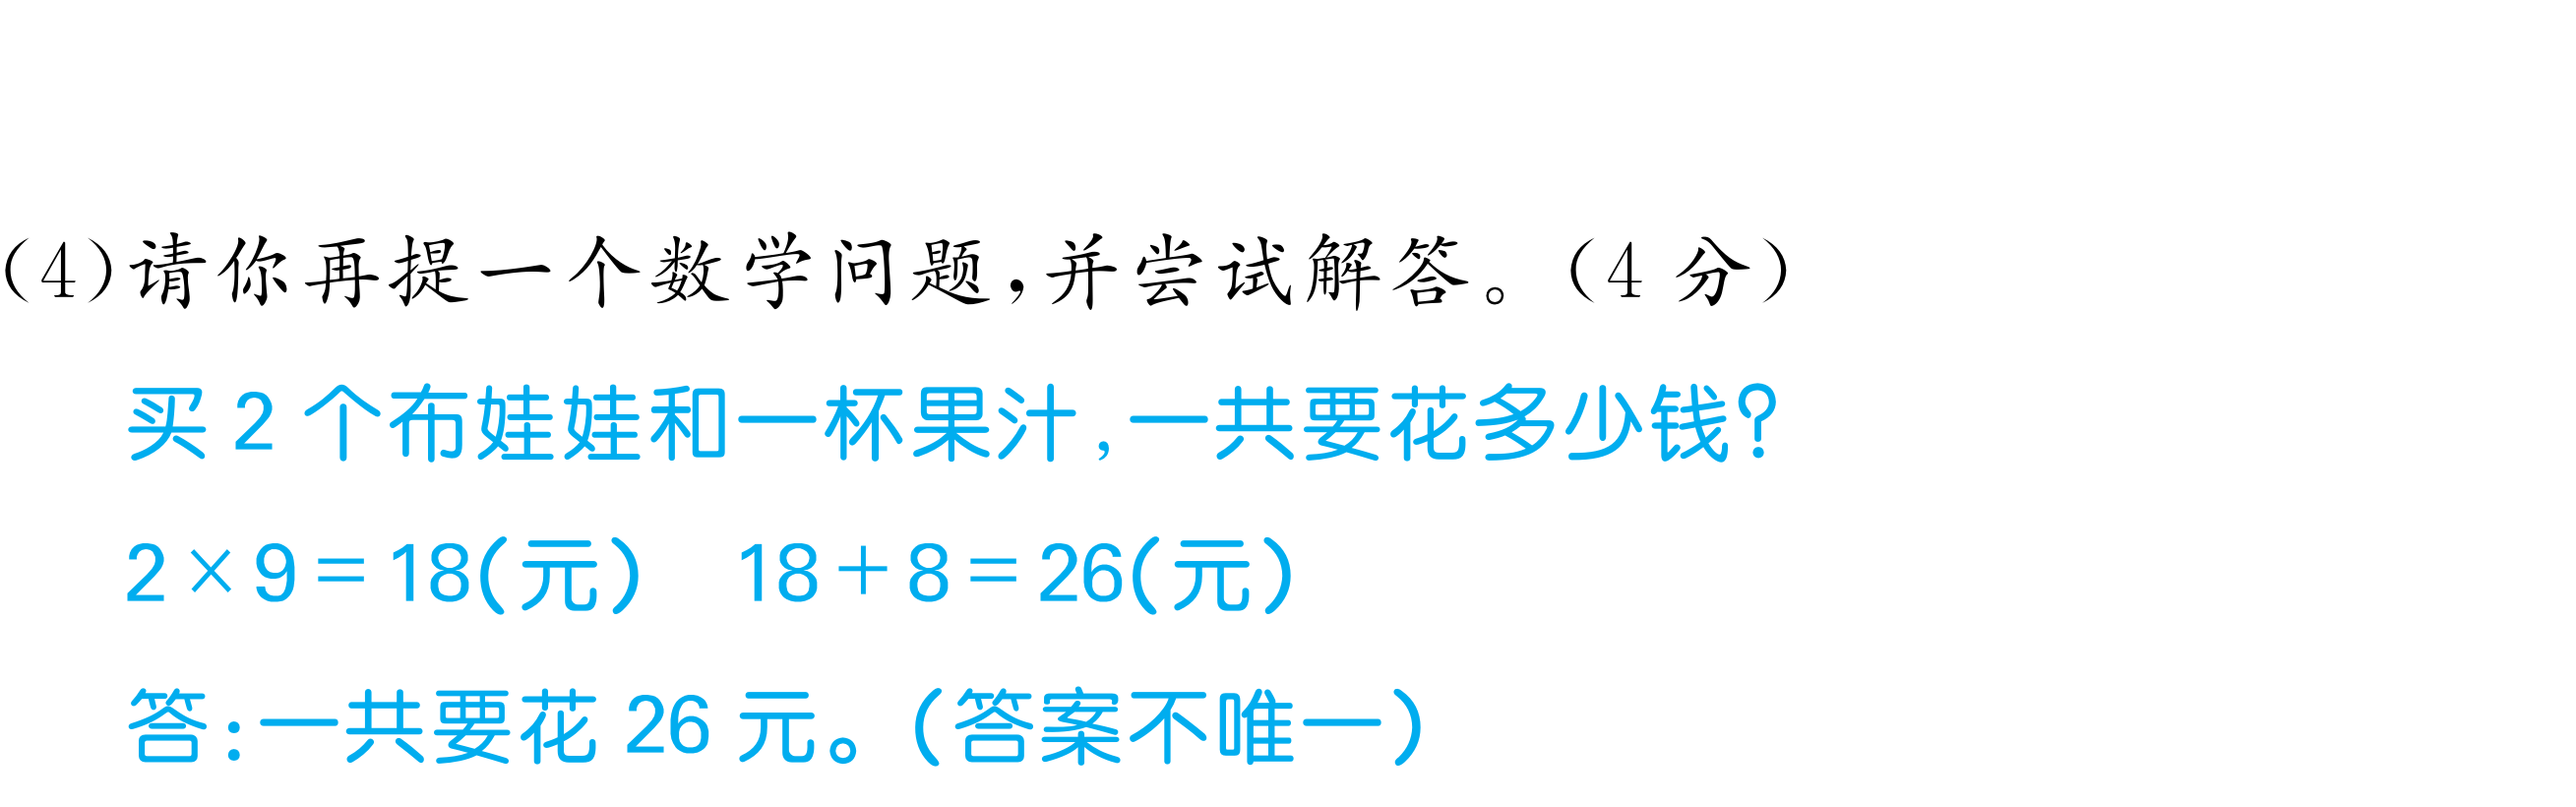 (4)请你再提一个数学问题,并尝试解答。(4 分)
买 2 个布娃娃和一杯果汁,一共要花多少钱?
2×9=18(元)  18+8=26(元)
答:一共要花 26 元。(答案不唯一)